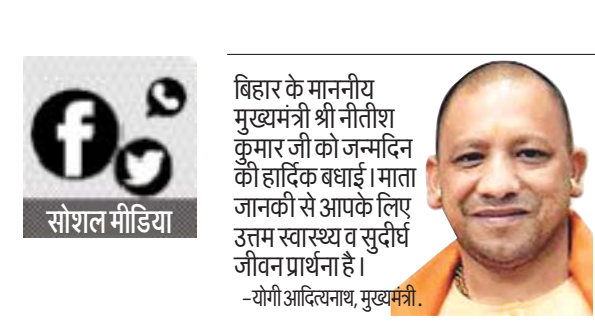 सोशल मीडिया
बिहार के माननीय
मुख्यमंत्री श्री नीतीश
कुमार जी को जन्मदिन
की हार्दिक बधाई। माता
जानकी से आपके लिए
उत्तम स्वास्थ्य व सुदीर्घ
जीवन प्रार्थना है।
-योगी आदित्यनाथ, मुख्यमंत्री.